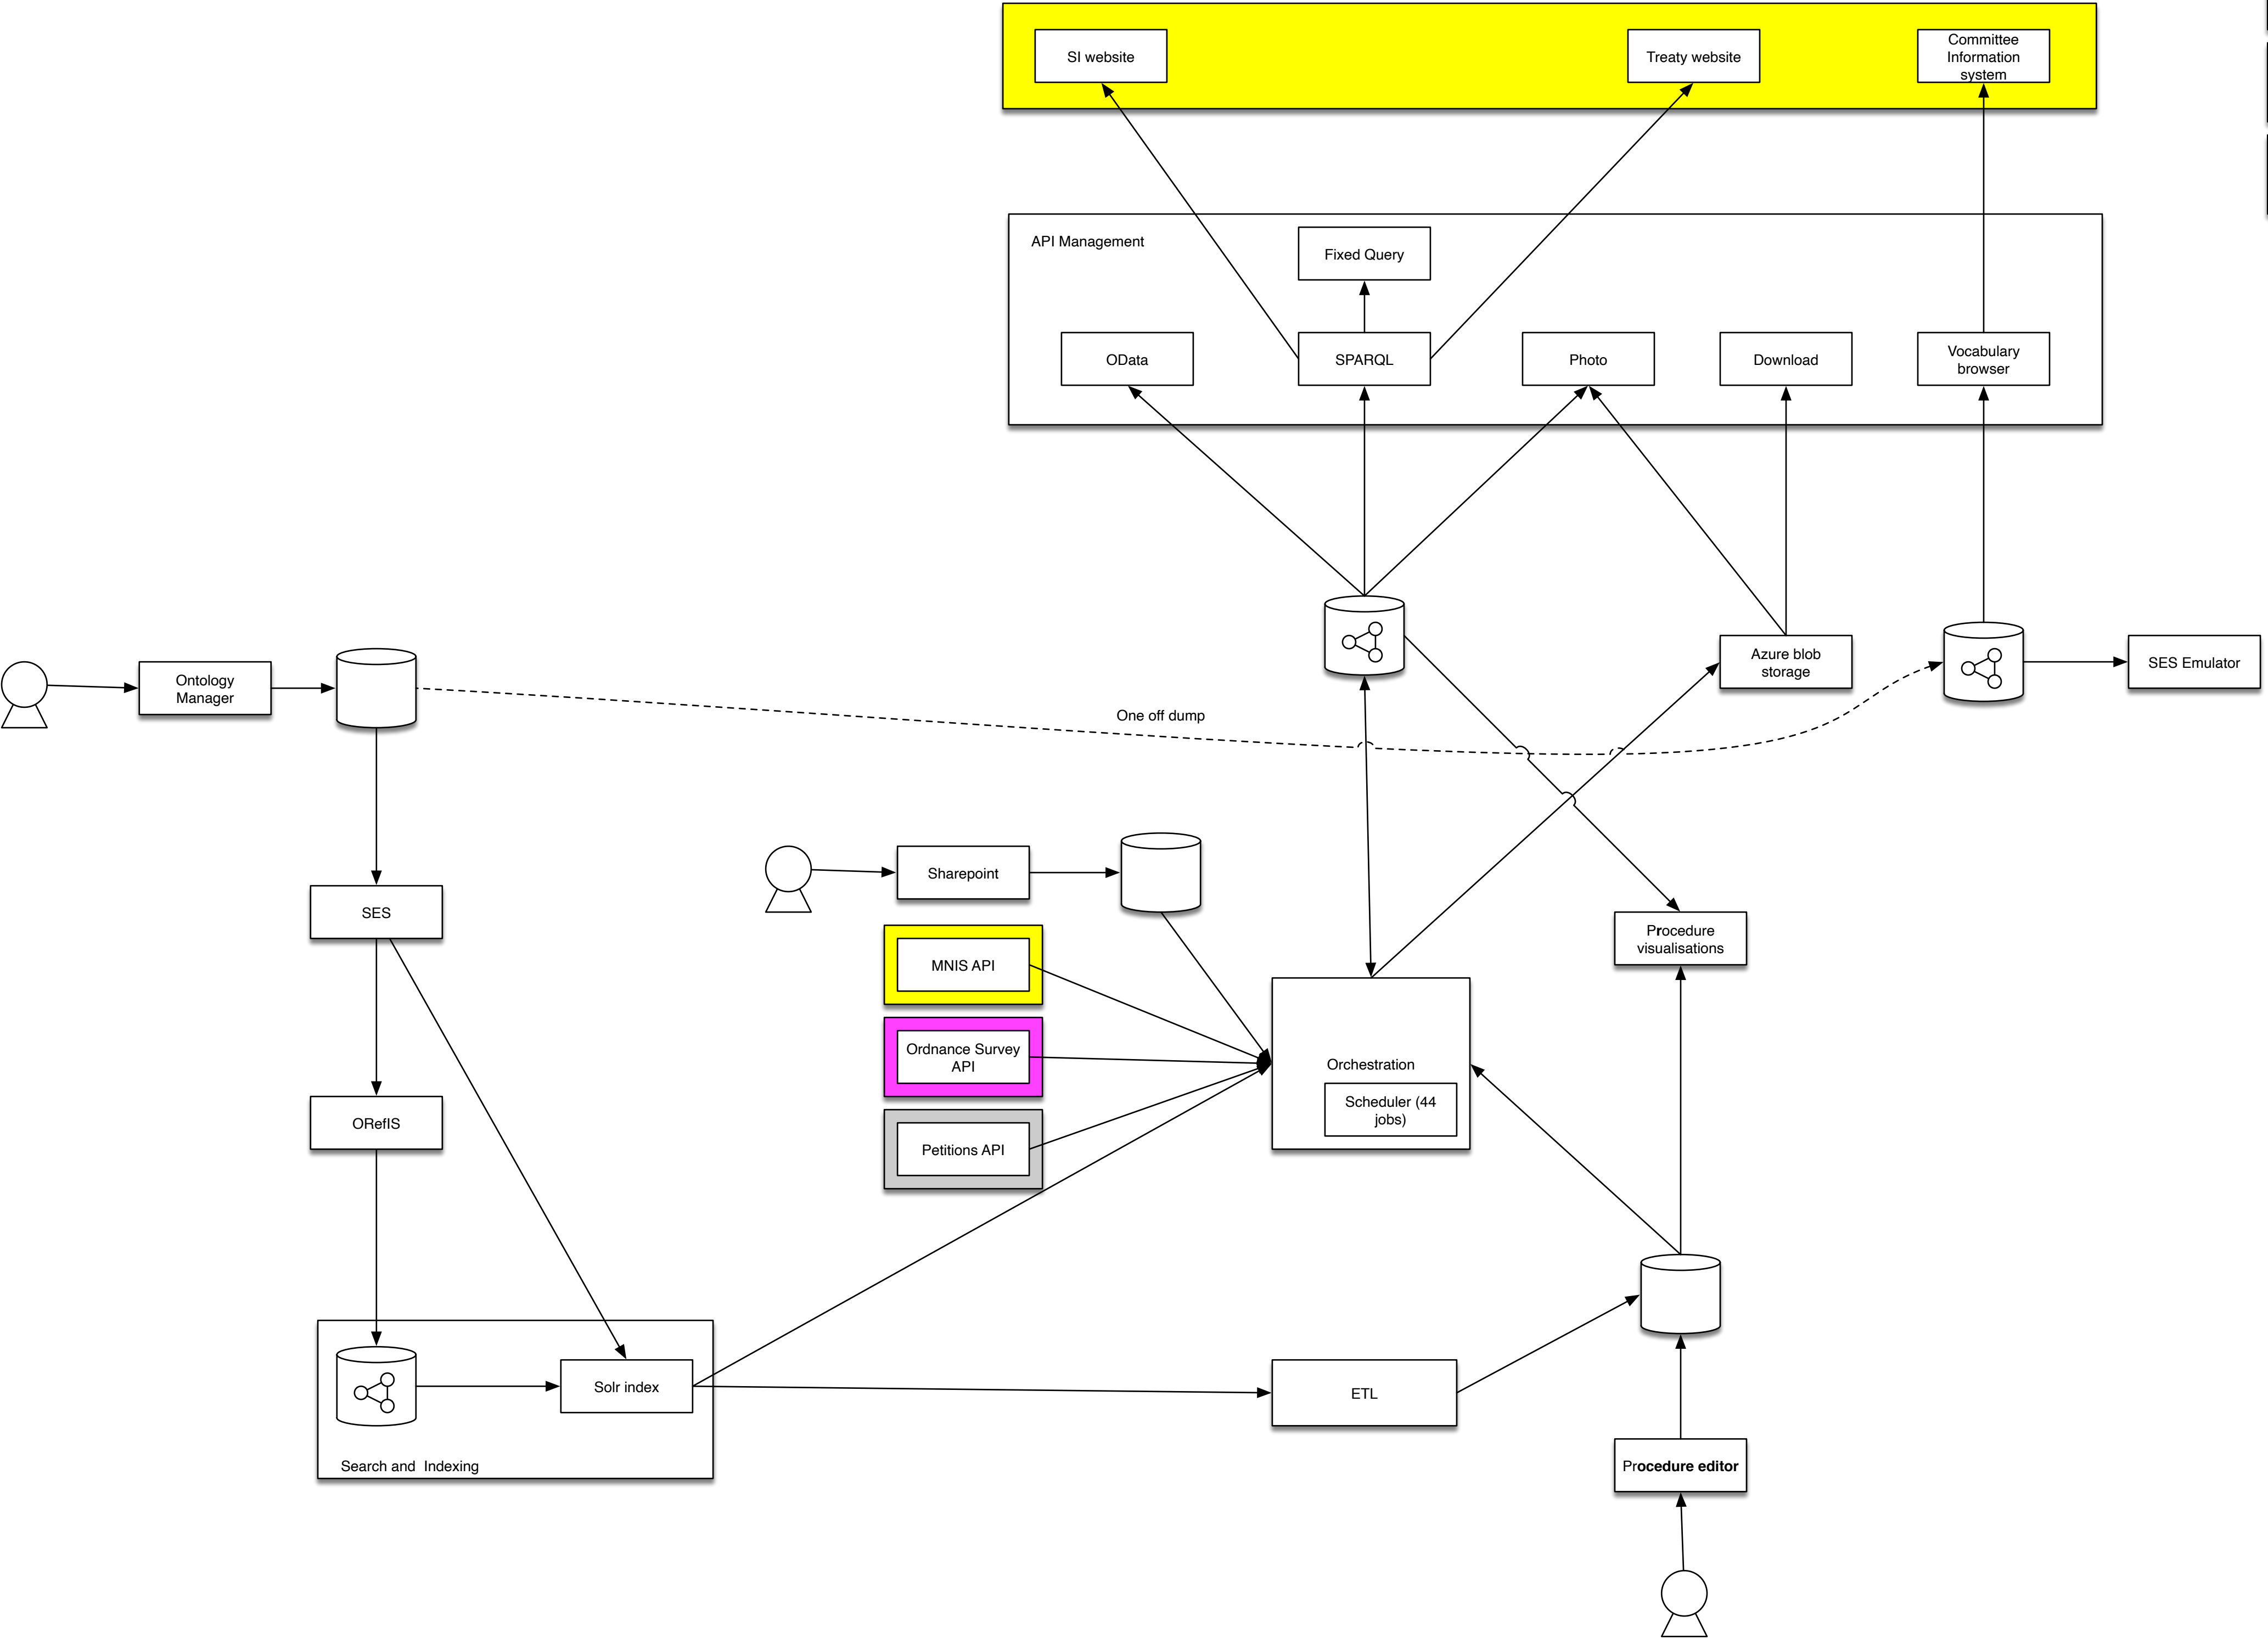 SI website
Treaty website
Committee
Information
system
API Management
Fixed Query
OData
SPARQL
Photo
Download
Vocabulary
browser
Ontology
Manager
Azure blob
storage
SES Emulator
One off dump
Sharepoint
SES
Procedure
visualisations
MNIS API
Ordnance Survey
API
Orchestration
Scheduler (44
jobs)
ORefIS
Petitions API
Solr index
ETL
Search and  Indexing
Procedure editor